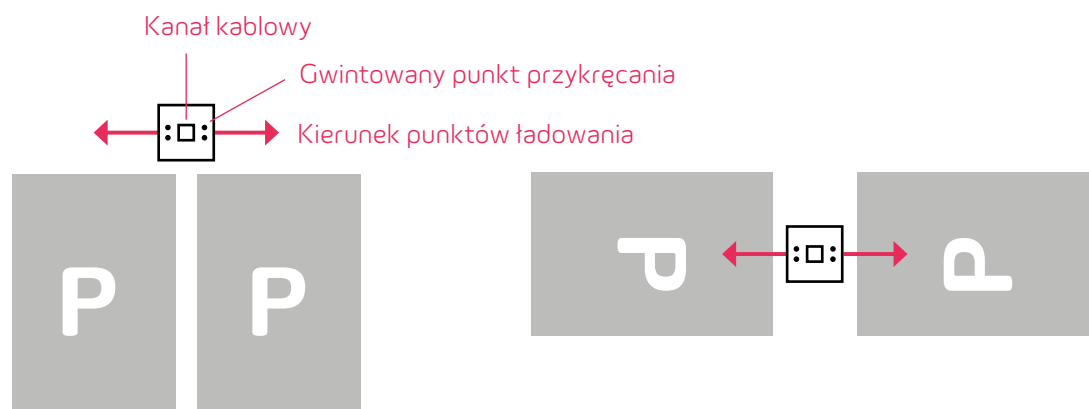 Kanał kablowy
Gwintowany punkt przykręcania
Kierunek punktów ładowania
P P
P P